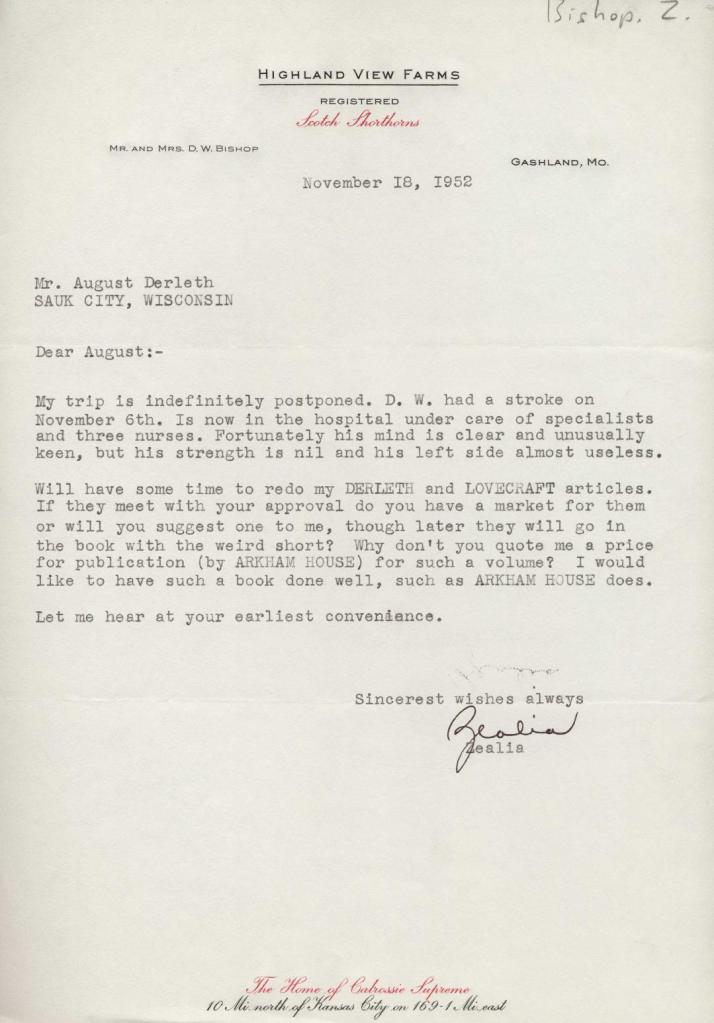 Bishop. Z.
HIGHLAND VIEW FARMS
REGISTERED
Scotch Shorthorns
MR. AND MRS. D. W. BISHOP
GASHLAND, MO.
November I8, I952
Mr. August Derleth
SAUK CITY, WISCONSIN
Dear August:-
My trip is indefinitely postponed. D. W. had a stroke on
November 6th. Is now in the hospital under care of specialists
and three nurses. Fortunately his mind is clear and unusually
keen, but his strength is nil and his left side almost useless.
Will have some time to redo my DERLETH and LOVECRAFT articles.
If they meet with your approval do you have a market for them
or will you suggest one to me, though later they will go in
the book with the weird short? Why don't you quote me a price
for publication (by ARKHAM HOUSE) for such a volume? I would
like to have such a book done well, such as ARKHAM HOUSE does.
Let me hear at your earliest convenience.
Sincerest wishes always
Zealia
Zealia
The Home of Calrossie Supreme
10 Mi. north of Kansas City on 169-1 Mi. east